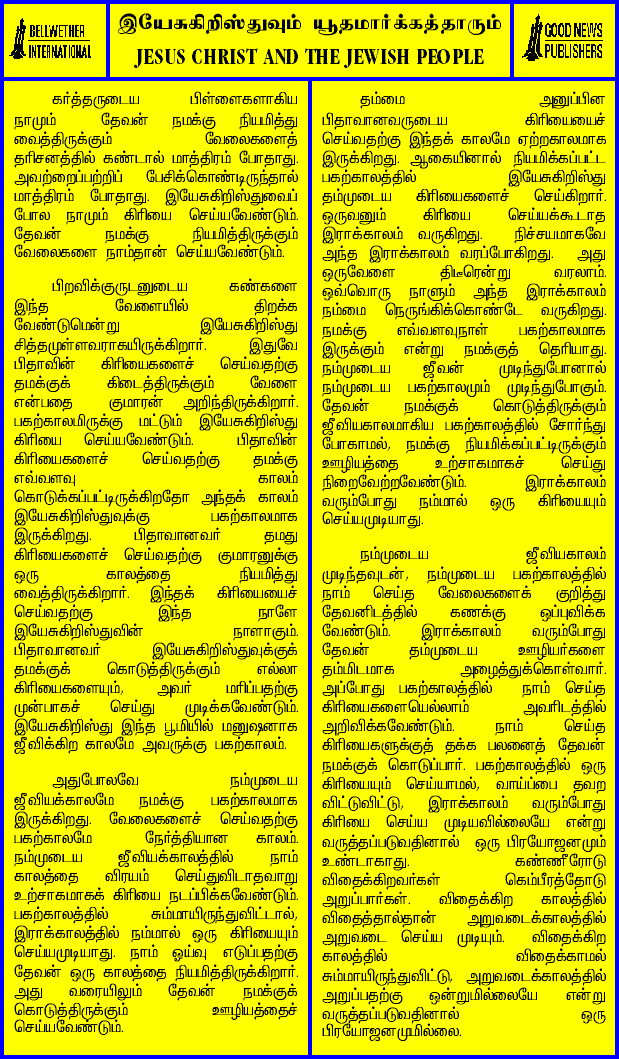 BELLWETHER
INTERNATIONAL
இயேசுகிறிஸ்துவும் யூதமார்க்கத்தாரும்
JESUS CHRIST AND THE JEWISH PEOPLE
GOOD NEWS
PUBLISHERS
கர்த்தருடைய பிள்ளைகளாகிய
நாமும் தேவன் நமக்கு நியமித்து
வைத்திருக்கும் வேலைகளைத்
தரிசனத்தில் கண்டால் மாத்திரம் போதாது.
அவற்றைப்பற்றிப் பேசிக்கொண்டிருந்தால்
மாத்திரம் போதாது. இயேசுகிறிஸ்துவைப்
போல நாமும் கிரியை செய்யவேண்டும்.
தேவன் நமக்கு நியமித்திருக்கும்
வேலைகளை நாம்தான் செய்யவேண்டும்.
பிறவிக்குருடனுடைய கண்களை
இந்த வேளையில் திறக்க
வேண்டுமென்று இயேசுகிறிஸ்து
சித்தமுள்ளவராகயிருக்கிறார். இதுவே
பிதாவின் கிரியைகளைச் செய்வதற்கு
தமக்குக் கிடைத்திருக்கும் வேளை
என்பதை குமாரன் அறிந்திருக்கிறார்.
பகற்காலமிருக்கு மட்டும் இயேசுகிறிஸ்து
கிரியை செய்யவேண்டும். பிதாவின்
கிரியைகளைச் செய்வதற்கு தமக்கு
எவ்வளவு காலம்
கொடுக்கப்பட்டிருக்கிறதோ அந்தக் காலம்
இயேசுகிறிஸ்துவுக்கு பகற்காலமாக
இருக்கிறது. பிதாவானவர் தமது
கிரியைகளைச் செய்வதற்கு குமாரனுக்கு
ஒரு காலத்தை நியமித்து
வைத்திருக்கிறார். இந்தக் கிரியையைச்
செய்வதற்கு இந்த நாளே
இயேசுகிறிஸ்துவின் நாளாகும்.
பிதாவானவர் இயேசுகிறிஸ்துவுக்குக்
தமக்குக் கொடுத்திருக்கும் எல்லா
கிரியைகளையும், அவர் மரிப்பதற்கு
முன்பாகச் செய்து முடிக்கவேண்டும்.
இயேசுகிறிஸ்து இந்த பூமியில் மனுஷனாக
ஜீவிக்கிற காலமே அவருக்கு பகற்காலம்.
அதுபோலவே நம்முடைய
ஜீவியக்காலமே நமக்கு பகற்காலமாக
இருக்கிறது. வேலைகளைச் செய்வதற்கு
பகற்காலமே நேர்த்தியான காலம்.
நம்முடைய ஜீவியக்காலத்தில் நாம்
காலத்தை விரயம் செய்துவிடாதவாறு
உற்சாகமாகக் கிரியை நடப்பிக்கவேண்டும்.
பகற்காலத்தில் சும்மாயிருந்துவிட்டால்,
இராக்காலத்தில் நம்மால் ஒரு கிரியையும்
செய்யமுடியாது. நாம் ஓய்வு எடுப்பதற்கு
தேவன் ஒரு காலத்தை நியமித்திருக்கிறார்.
அது வரையிலும் தேவன் நமக்குக்
கொடுத்திருக்கும் ஊழியத்தைச்
செய்யவேண்டும்.
தம்மை அனுப்பின
பிதாவானவருடைய கிரியையைச்
செய்வதற்கு இந்தக் காலமே ஏற்றகாலமாக
இருக்கிறது. ஆகையினால் நியமிக்கப்பட்ட
பகற்காலத்தில் இயேசுகிறிஸ்து
தம்முடைய கிரியைகளைச் செய்கிறார்.
ஒருவனும் கிரியை செய்யக்கூடாத
இராக்காலம் வருகிறது. நிச்சயமாகவே
அந்த இராக்காலம் வரப்போகிறது. அது
ஒருவேளை திடீரென்று வரலாம்.
ஒவ்வொரு நாளும் அந்த இராக்காலம்
நம்மை நெருங்கிக்கொண்டே வருகிறது.
நமக்கு எவ்வளவுநாள் பகற்காலமாக
இருக்கும் என்று நமக்குத் தெரியாது.
நம்முடைய ஜீவன் முடிந்துபோனால்
நம்முடைய பகற்காலமும் முடிந்துபோகும்.
தேவன் நமக்குக் கொடுத்திருக்கும்
ஜீவியகாலமாகிய பகற்காலத்தில் சோர்ந்து
போகாமல், நமக்கு நியமிக்கப்பட்டிருக்கும்
ஊழியத்தை உற்சாகமாகச் செய்து
நிறைவேற்றவேண்டும். இராக்காலம்
வரும்போது நம்மால் ஒரு கிரியையும்
செய்யமுடியாது.
நம்முடைய ஜீவியகாலம்
முடிந்தவுடன், நம்முடைய பகற்காலத்தில்
நாம் செய்த வேலைகளைக் குறித்து
தேவனிடத்தில் கணக்கு ஒப்புவிக்க
வேண்டும். இராக்காலம் வரும்போது
தேவன் தம்முடைய ஊழியர்களை
தம்மிடமாக அழைத்துக்கொள்வார்.
அப்போது பகற்காலத்தில் நாம் செய்த
கிரியைகளையெல்லாம் அவரிடத்தில்
அறிவிக்கவேண்டும். நாம் செய்த
கிரியைகளுக்குத் தக்க பலனைத் தேவன்
நமக்குக் கொடுப்பார். பகற்காலத்தில் ஒரு
கிரியையும் செய்யாமல், வாய்ப்பை தவற
விட்டுவிட்டு, இராக்காலம் வரும்போது
கிரியை செய்ய முடியவில்லையே என்று
வருத்தப்படுவதினால் ஒரு பிரயோஜனமும்
உண்டாகாது. கண்ணீரோடு
விதைக்கிறவர்கள் கெம்பீரத்தோடு
அறுப்பார்கள். விதைக்கிற காலத்தில்
விதைத்தால்தான் அறுவடைக்காலத்தில்
அறுவடை செய்ய முடியும். விதைக்கிற
காலத்தில் விதைக்காமல்
சும்மாயிருந்துவிட்டு, அறுவடைக்காலத்தில்
அறுப்பதற்கு ஒன்றுமில்லையே என்று
வருத்தப்படுவதினால் ஒரு
பிரயோஜனமுமில்லை.